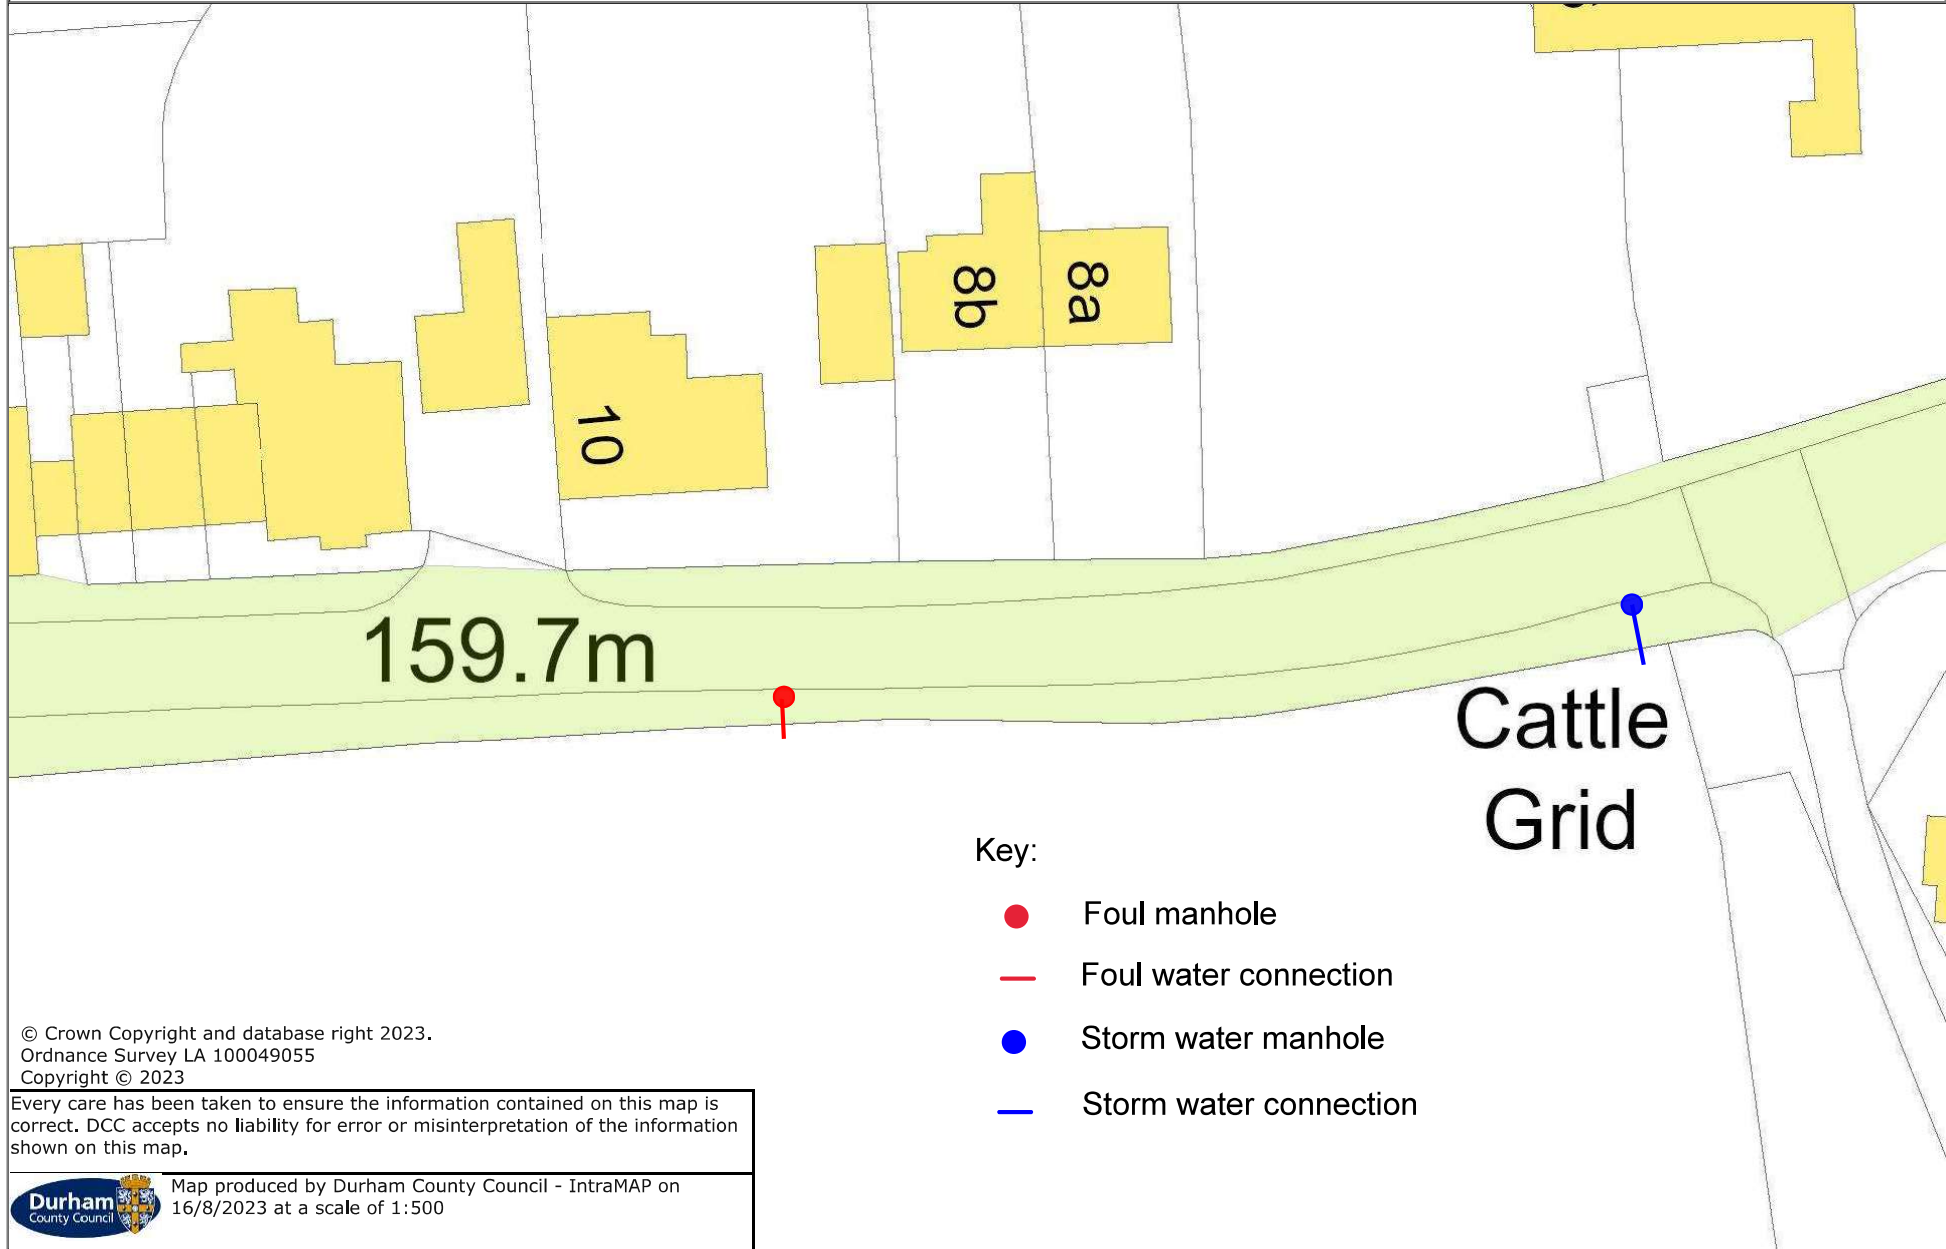 8b
8a
10
159.7m
Cattle
Grid
Key:
Foul manhole
Foul water connection
Storm water manhole
Storm water connection
© Crown Copyright and database right 2023.
Ordnance Survey LA 100049055
Copyright © 2023
Every care has been taken to ensure the information contained on this map is
correct. DCC accepts no liability for error or misinterpretation of the information
shown on this map.
Durham
County Council
Map produced by Durham County Council - IntraMAP on
16/8/2023 at a scale of 1:500